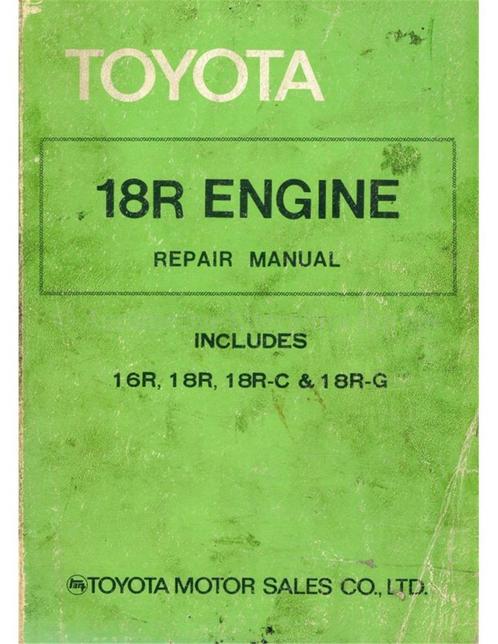 TOYOTA
18R ENGINE
REPAIR MANUAL
INCLUDES
16R, 18R, 18R-C & 18R-G
TOYOTA MOTOR SALES CO., LTD.